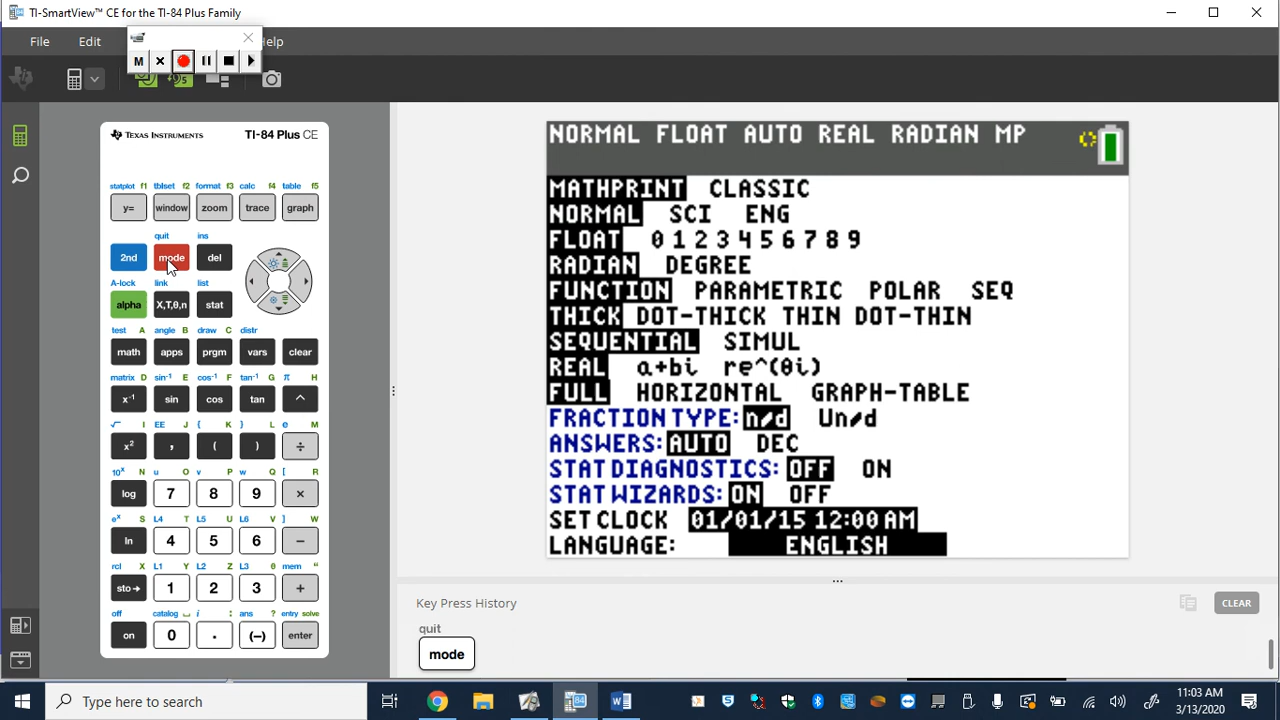 TI-SmartView™ CE for the TI-84 Plus Family
File Edit Help
M
TEXAS INSTRUMENTS TI-84 Plus CE
statplot f1 tblset f2 format f3 calc f4 table f5
y= window zoom trace graph
quit ins
2nd mode del
A-lock link list
alpha X,T,θ,n stat
test A angle B draw C distr
math apps prgm vars clear
matrix D sin⁻¹ E cos⁻¹ F tan⁻¹ G π H
x⁻¹ sin cos tan ^
√ I EE J { K } L e M
x² , ( ) ÷
10ˣ N u O v P w Q [ R
log 7 8 9 ×
eˣ S L4 T L5 U L6 V ] W
ln 4 5 6 −
rcl X L1 Y L2 Z L3 θ mem "
sto→ 1 2 3 +
off catalog ⎵ i : ans ? entry solve
on 0 . (−) enter
NORMAL FLOAT AUTO REAL RADIAN MP
MATHPRINT CLASSIC
NORMAL SCI ENG
FLOAT 0 1 2 3 4 5 6 7 8 9
RADIAN DEGREE
FUNCTION PARAMETRIC POLAR SEQ
THICK DOT-THICK THIN DOT-THIN
SEQUENTIAL SIMUL
REAL a+bi re^(θi)
FULL HORIZONTAL GRAPH-TABLE
FRACTION TYPE: n/d Un/d
ANSWERS: AUTO DEC
STAT DIAGNOSTICS: OFF ON
STAT WIZARDS: ON OFF
SET CLOCK 01/01/15 12:00 AM
LANGUAGE: ENGLISH
Key Press History
CLEAR
quit
mode
Type here to search
11:03 AM
3/13/2020